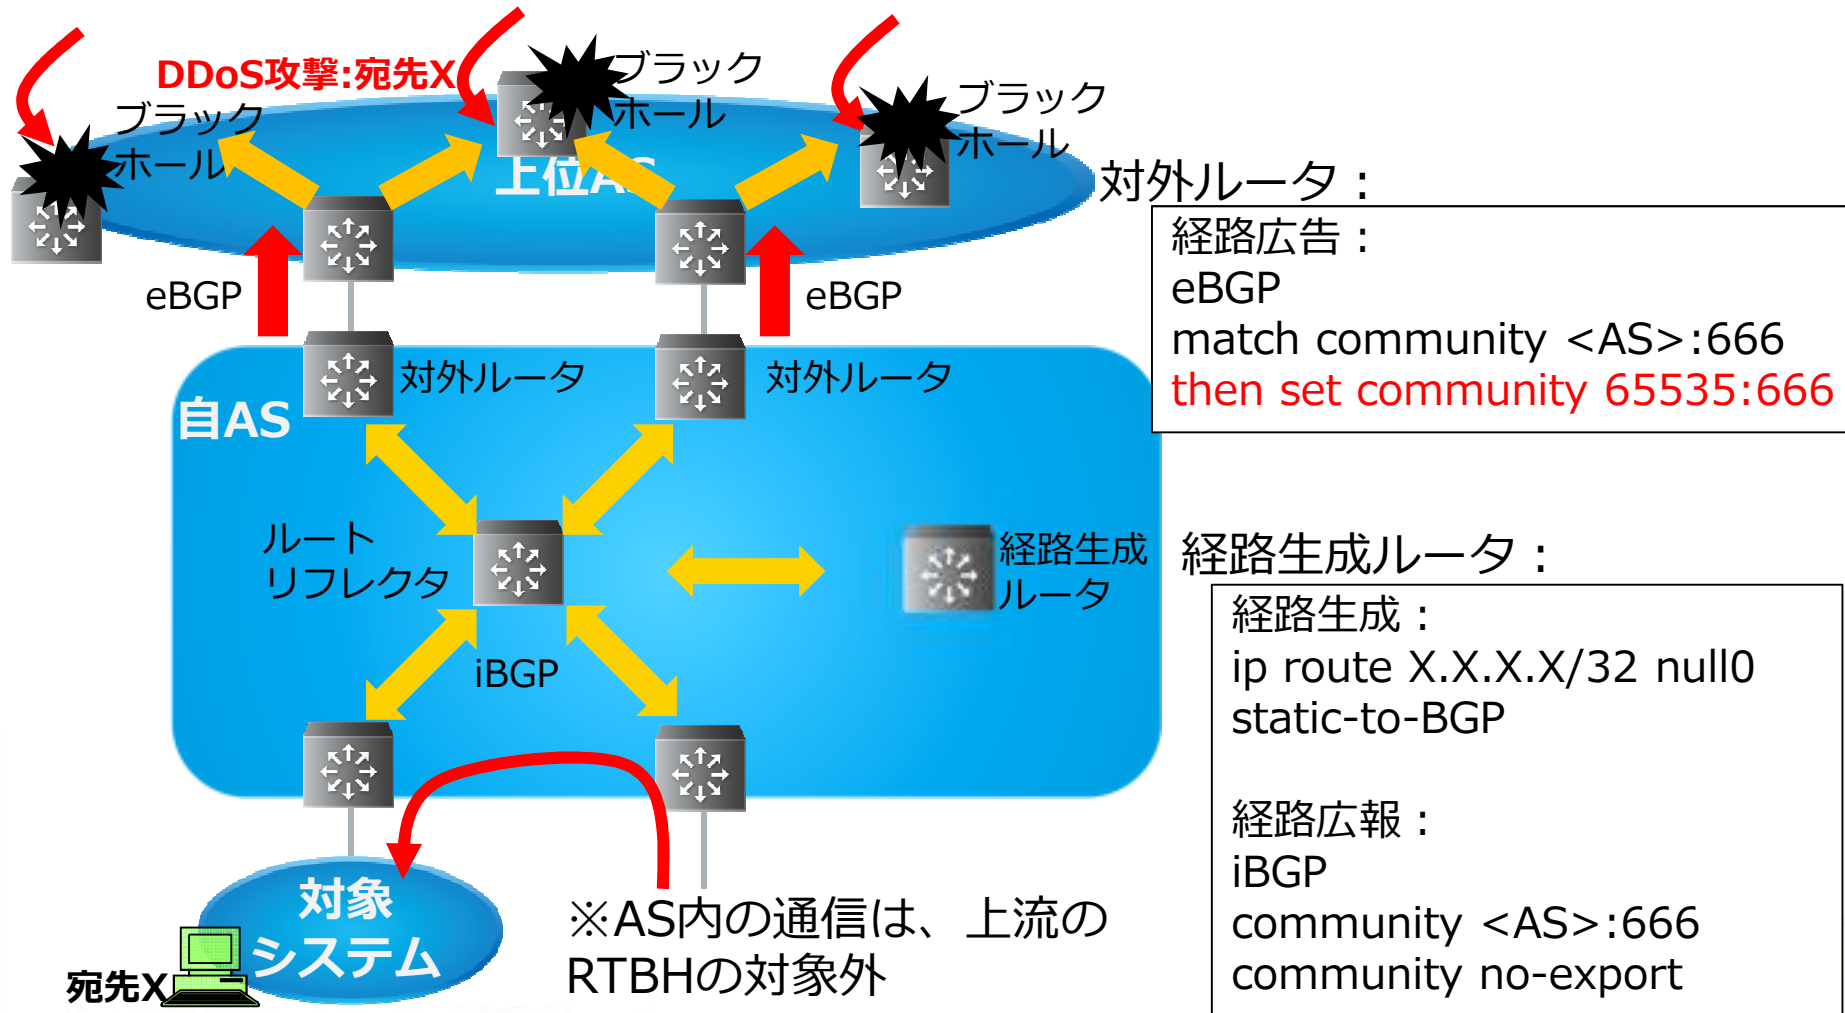 DDoS攻撃:宛先X
ブラック
ホール
ブラック
ホール
ブラック
ホール
上位AS
eBGP
eBGP
対外ルータ
対外ルータ
自AS
ルート
リフレクタ
経路生成
ルータ
iBGP
対象
システム
宛先X
※AS内の通信は、上流の
RTBHの対象外
対外ルータ：
経路広告：
eBGP
match community <AS>:666
then set community 65535:666
経路生成ルータ：
経路生成：
ip route X.X.X.X/32 null0
static-to-BGP
経路広報：
iBGP
community <AS>:666
community no-export